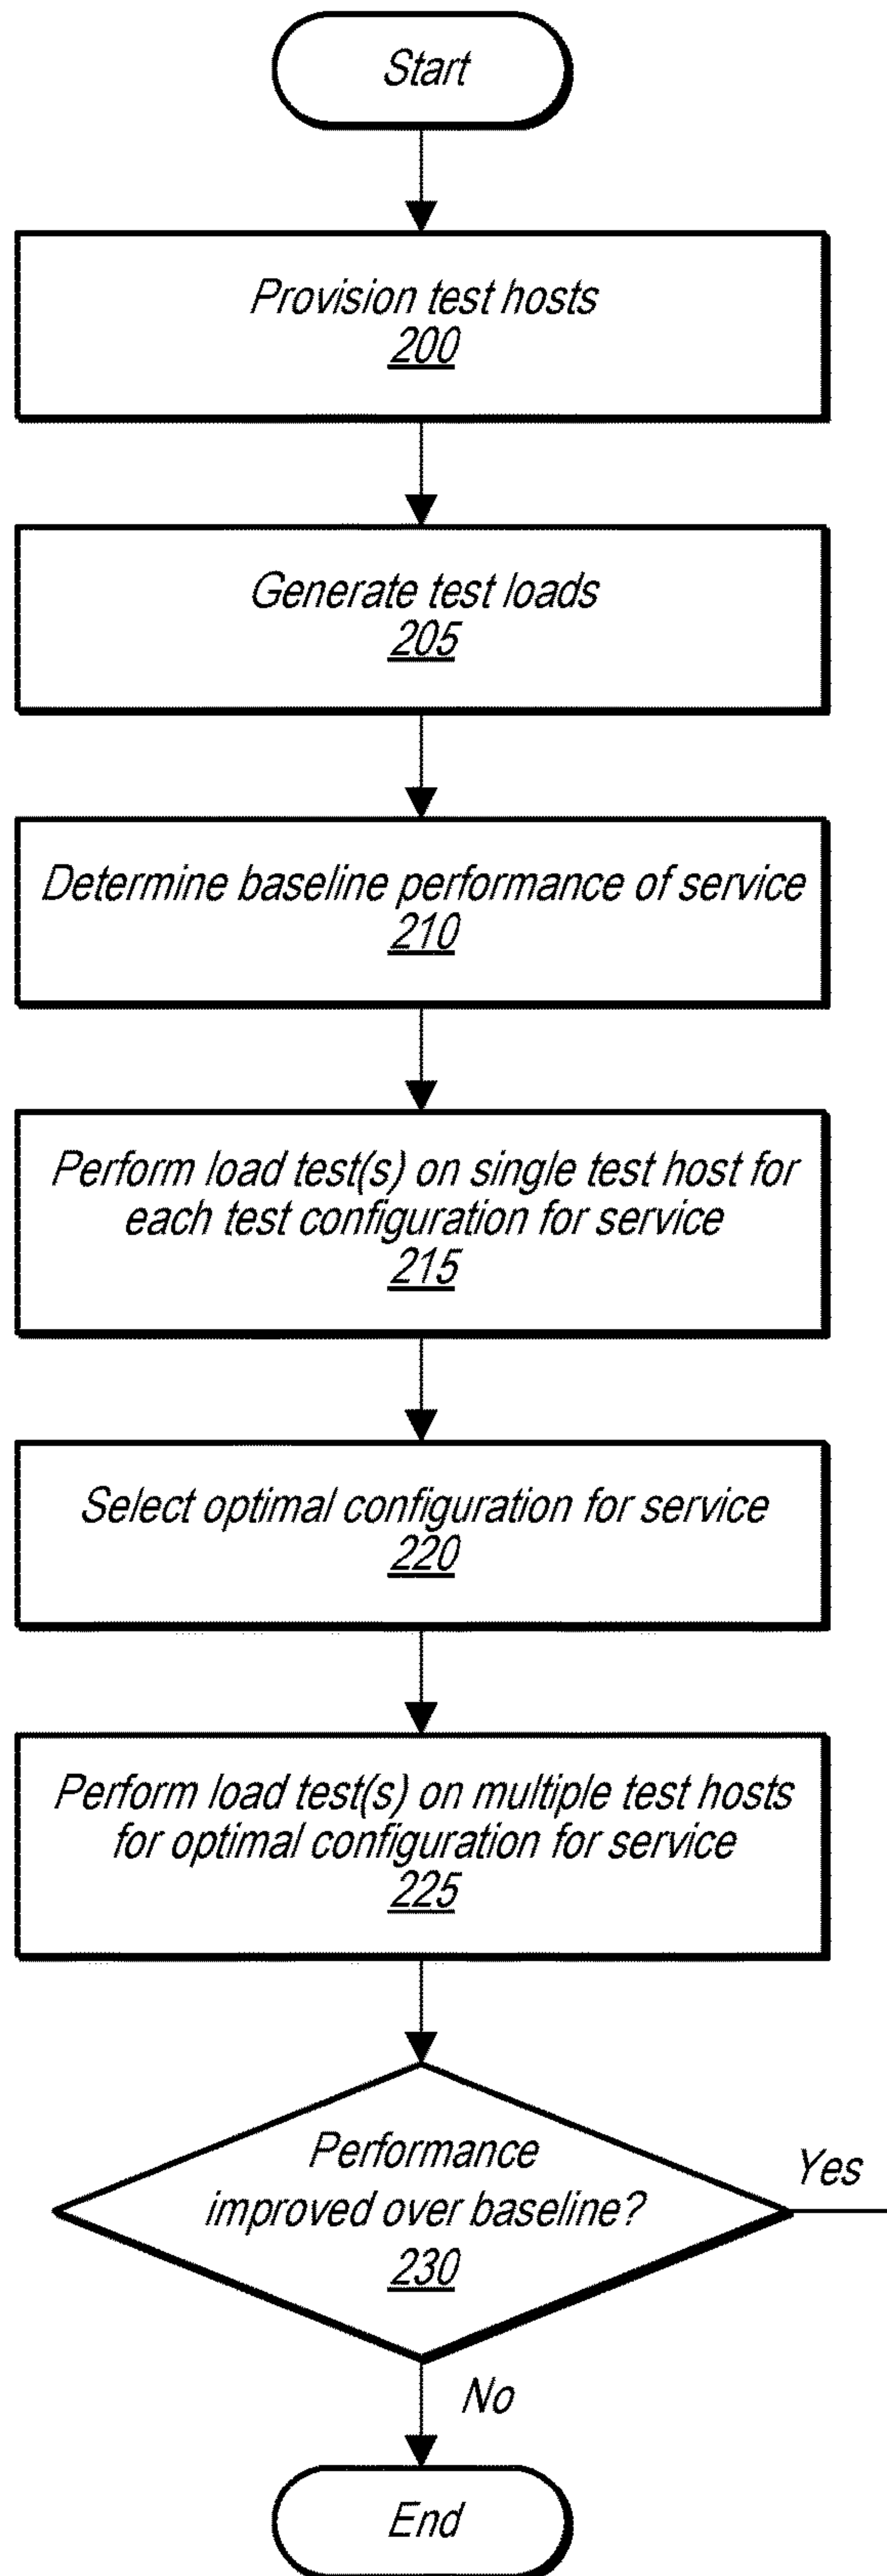 Start
Provision test hosts
200
Generate test loads
205
Determine baseline performance of service
210
Perform load test(s) on single test host for
each test configuration for service
215
Select optimal configuration for service
220
Perform load test(s) on multiple test hosts
for optimal configuration for service
225
Performance
improved over baseline?
230
Yes
No
End